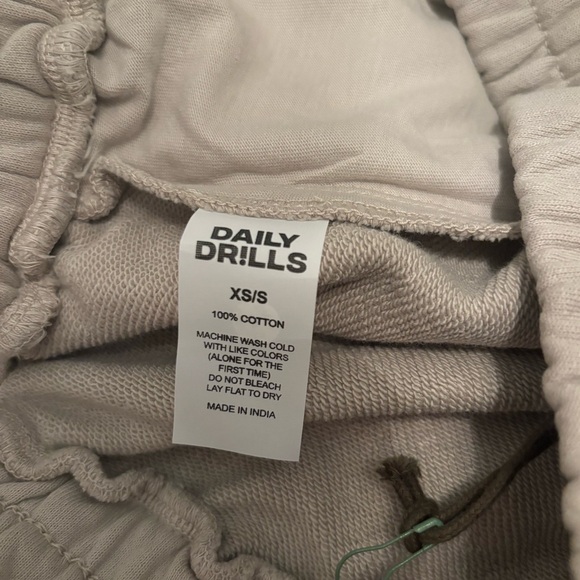 DAILY
DR!LLS
XS/S
100% COTTON
MACHINE WASH COLD
WITH LIKE COLORS
(ALONE FOR THE
FIRST TIME)
DO NOT BLEACH
LAY FLAT TO DRY
MADE IN INDIA